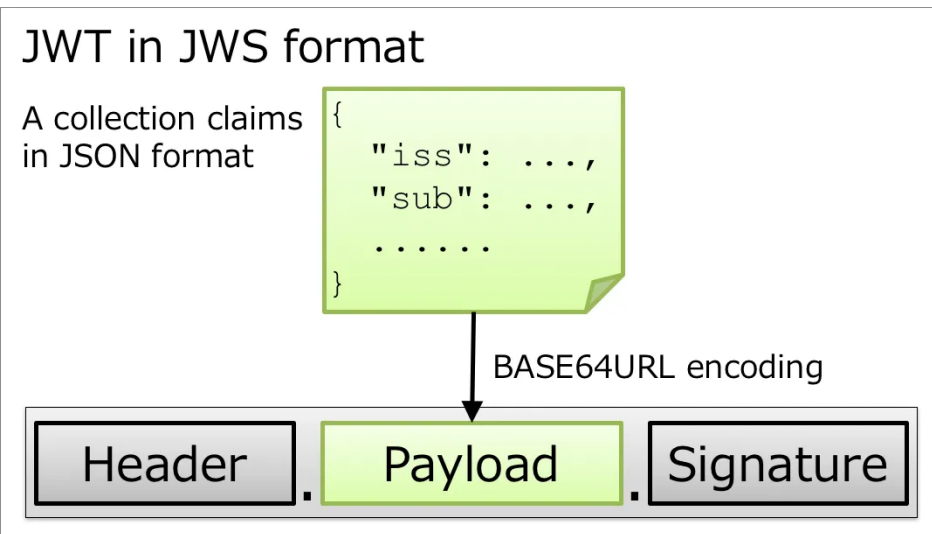 JWT in JWS format
A collection claims
in JSON format
{
"iss": ...,
"sub": ...,
......
}
BASE64URL encoding
Header . Payload . Signature